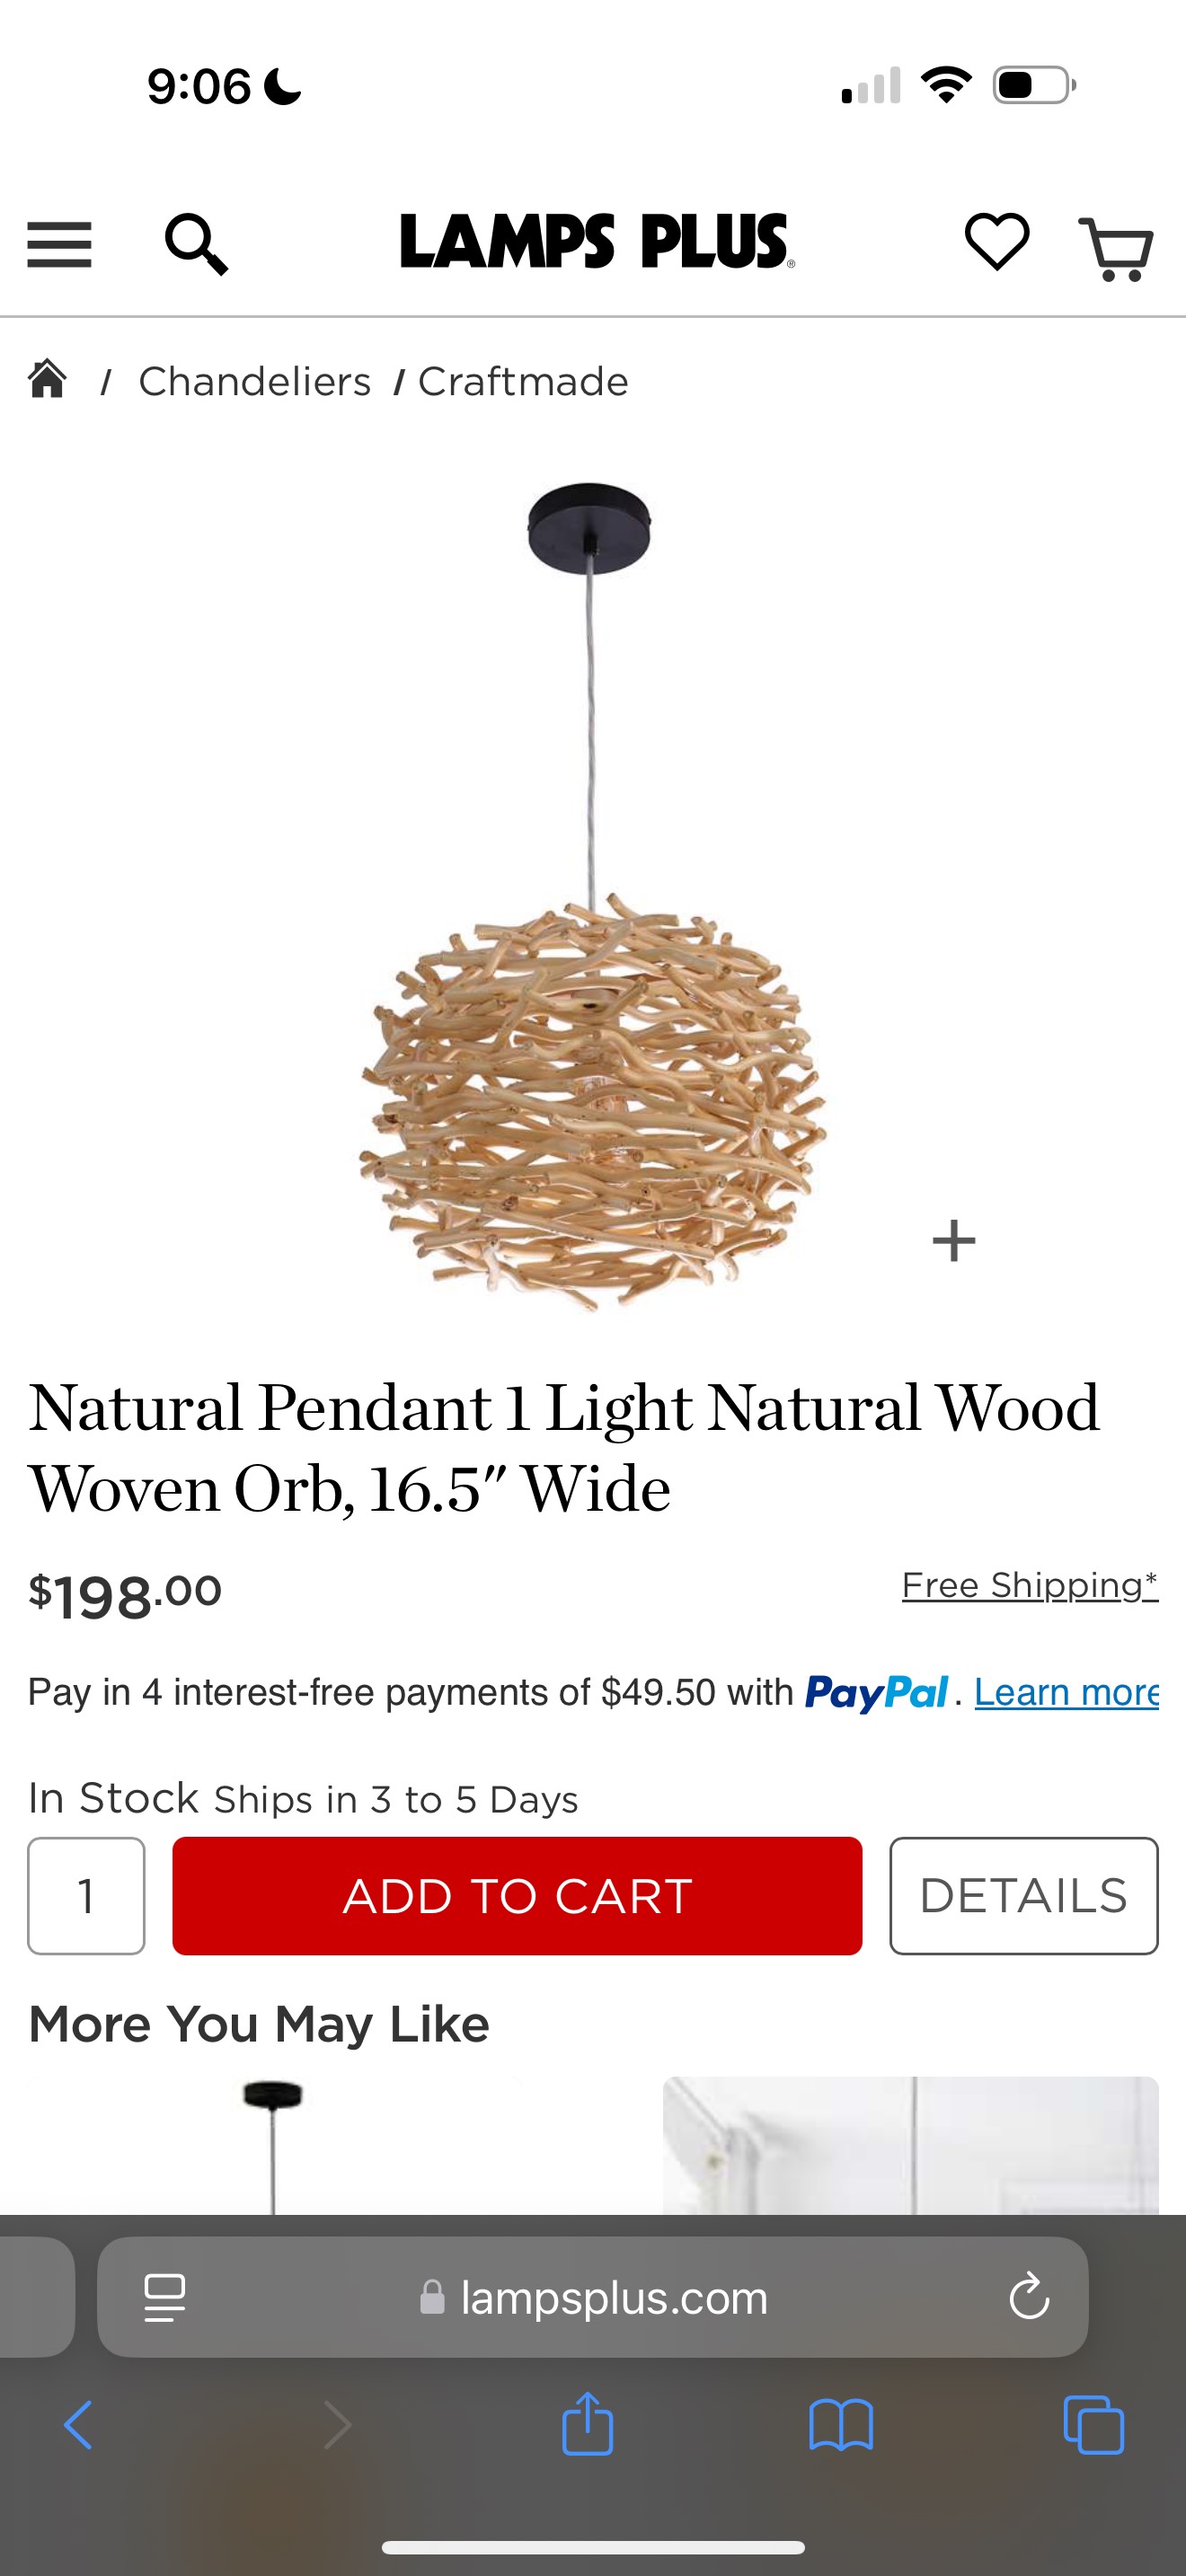 9:06
LAMPS PLUS®
/ Chandeliers / Craftmade
Natural Pendant 1 Light Natural Wood
Woven Orb, 16.5" Wide
$198.00
Free Shipping*
Pay in 4 interest-free payments of $49.50 with PayPal. Learn more
In Stock Ships in 3 to 5 Days
1
ADD TO CART
DETAILS
More You May Like
lampsplus.com